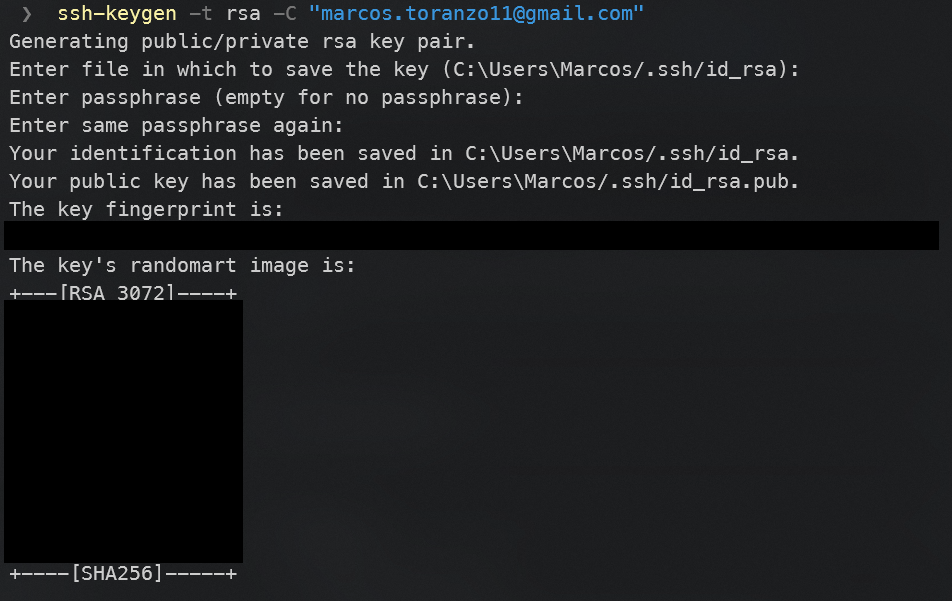 ❯ ssh-keygen -t rsa -C "marcos.toranzo11@gmail.com"
Generating public/private rsa key pair.
Enter file in which to save the key (C:\Users\Marcos/.ssh/id_rsa):
Enter passphrase (empty for no passphrase):
Enter same passphrase again:
Your identification has been saved in C:\Users\Marcos/.ssh/id_rsa.
Your public key has been saved in C:\Users\Marcos/.ssh/id_rsa.pub.
The key fingerprint is:
The key's randomart image is:
+---[RSA 3072]----+
+----[SHA256]-----+